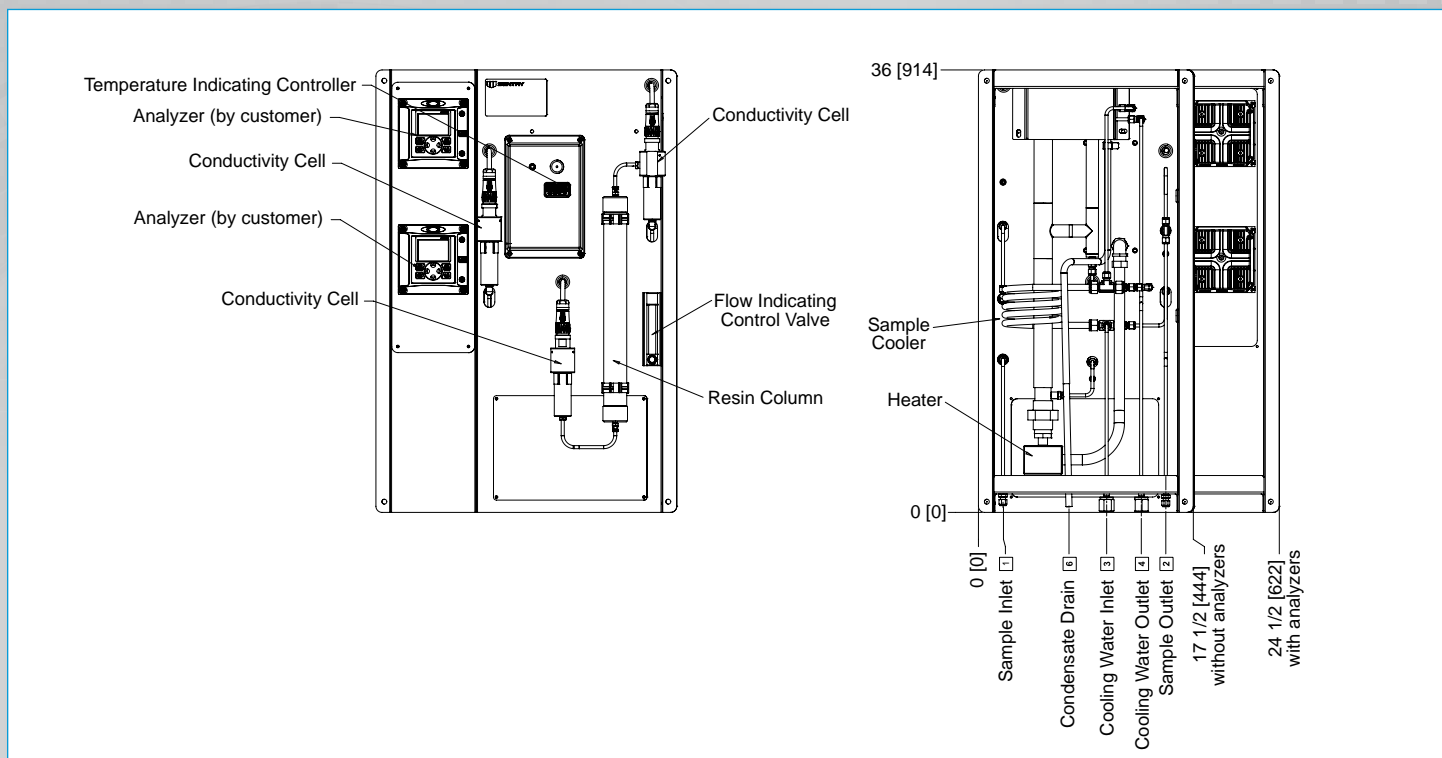 Temperature Indicating Controller
Analyzer (by customer)
Conductivity Cell
Analyzer (by customer)
Conductivity Cell
SENTRY
Conductivity Cell
Flow Indicating
Control Valve
Resin Column
36 [914]
Sample
Cooler
Heater
0 [0]
0 [0]
Sample Inlet 1
Condensate Drain 6
Cooling Water Inlet 3
Cooling Water Outlet 4
Sample Outlet 2
17 1/2 [444]
without analyzers
24 1/2 [622]
with analyzers